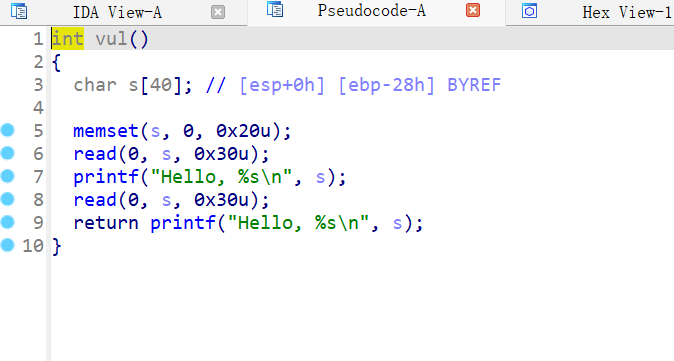 IDA View-A Pseudocode-A Hex View-1
1 int vul()
2 {
3 char s[40]; // [esp+0h] [ebp-28h] BYREF
4
5 memset(s, 0, 0x20u);
6 read(0, s, 0x30u);
7 printf("Hello, %s\n", s);
8 read(0, s, 0x30u);
9 return printf("Hello, %s\n", s);
10 }